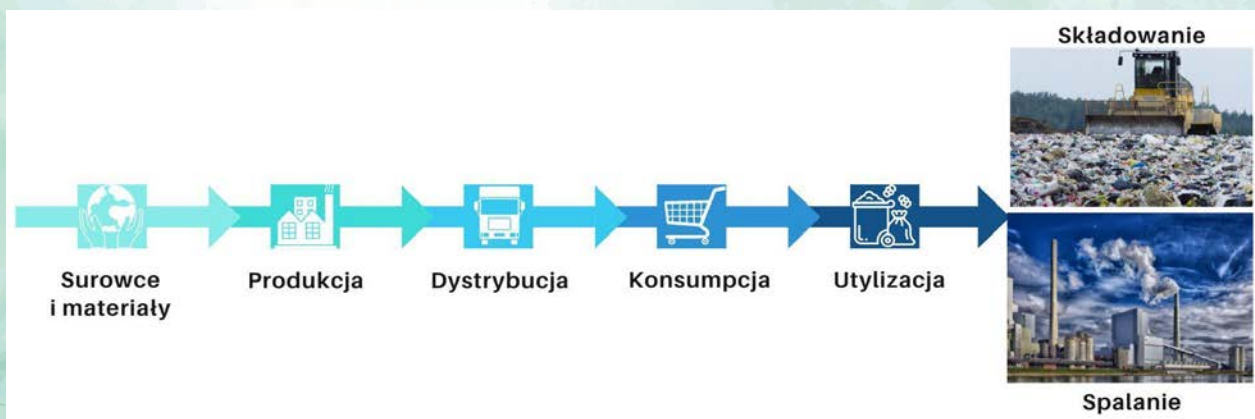 Składowanie
Surowce
i materiały
Produkcja
Dystrybucja
Konsumpcja
Utylizacja
Spalanie